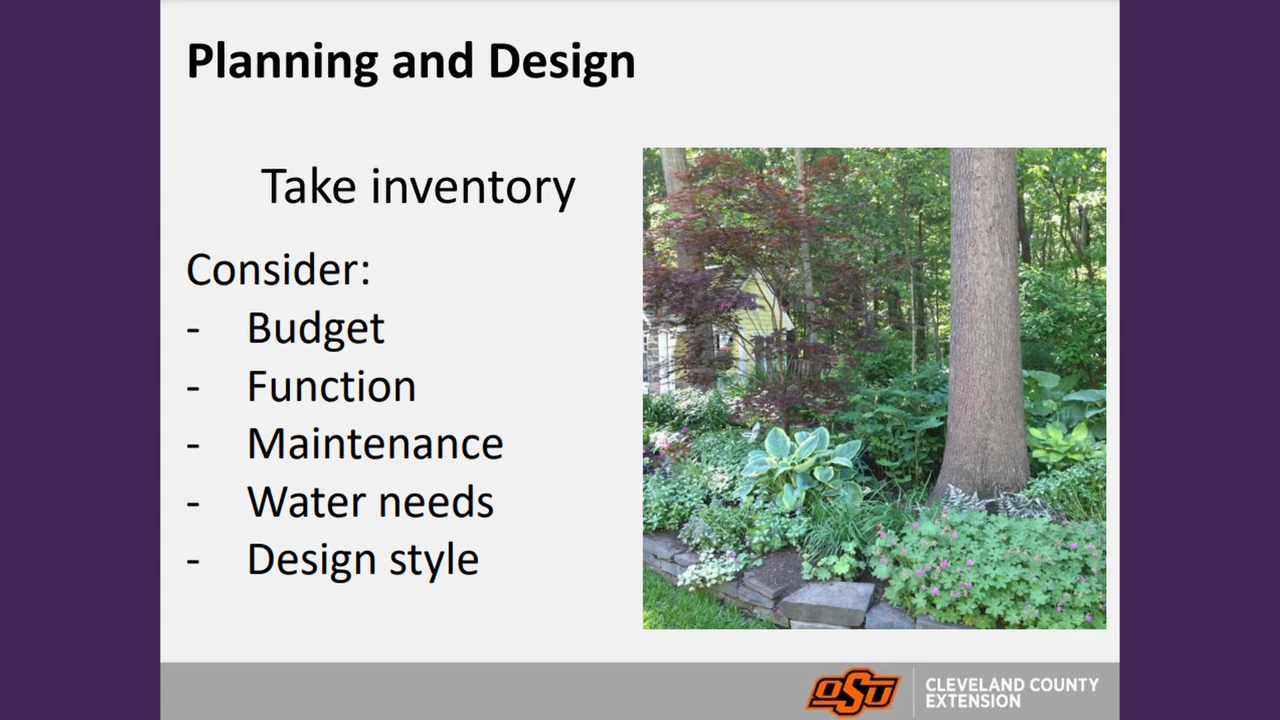 Planning and Design
Take inventory
Consider:
- Budget
- Function
- Maintenance
- Water needs
- Design style
OSU
CLEVELAND COUNTY
EXTENSION